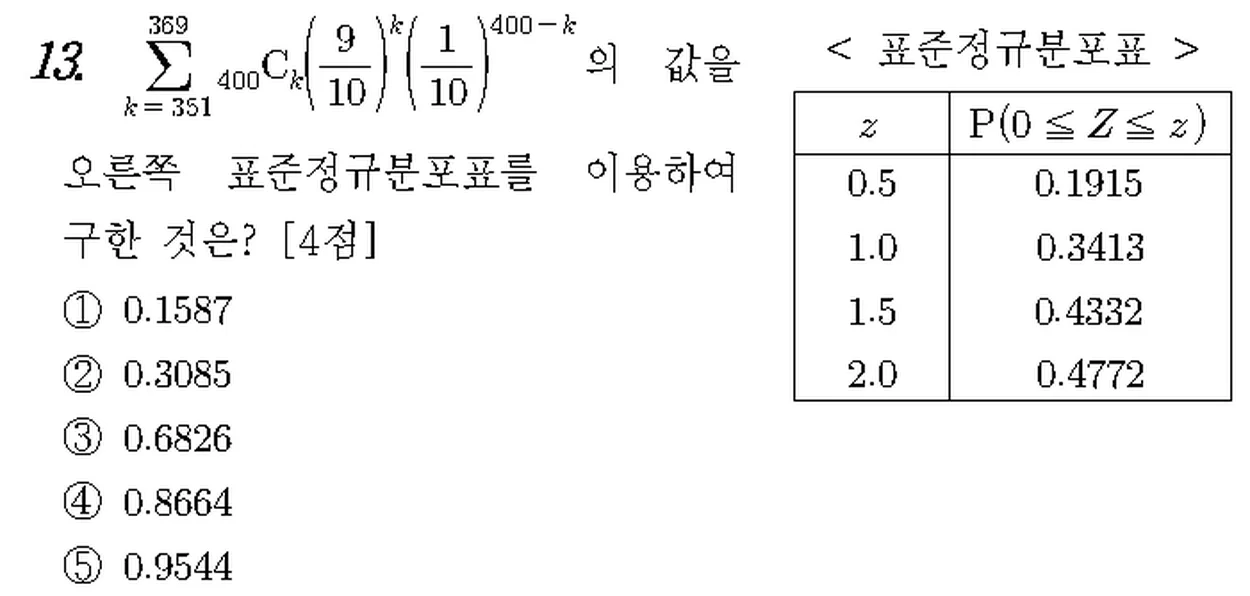 13. \sum_{k=351}^{369} {}_{400}C_k \left(\frac{9}{10}\right)^k \left(\frac{1}{10}\right)^{400-k} 의 값을
오른쪽 표준정규분포표를 이용하여
구한 것은? [4점]
① 0.1587
② 0.3085
③ 0.6826
④ 0.8664
⑤ 0.9544
< 표준정규분포표 >
z P(0 ≦ Z ≦ z)
0.5 0.1915
1.0 0.3413
1.5 0.4332
2.0 0.4772